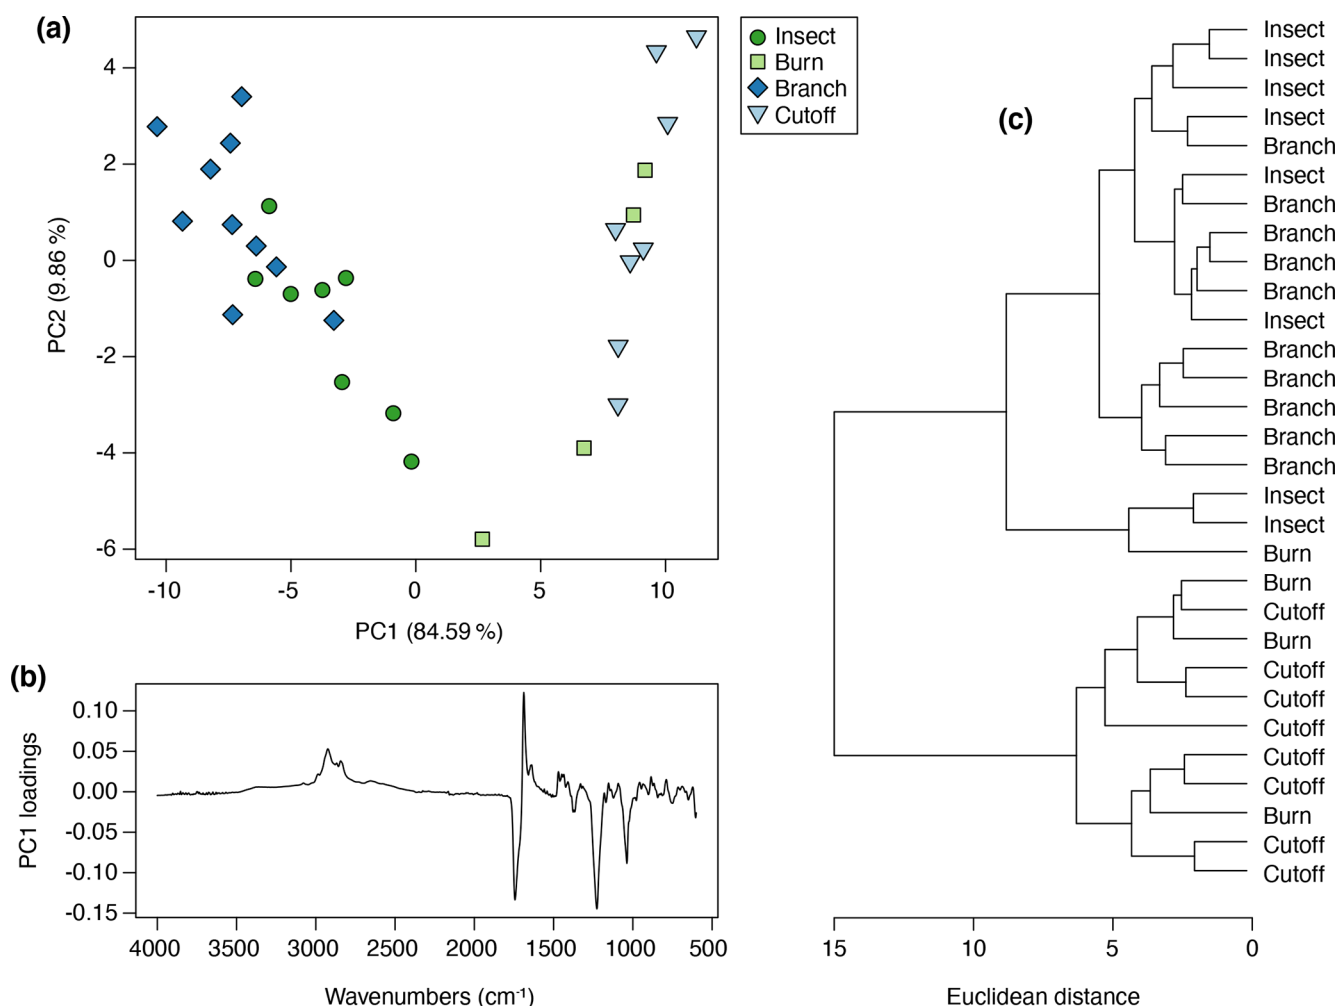 (a)
4
2
0
-2
-4
-6
PC2 (9.86 %)
-10 -5 0 5 10
PC1 (84.59 %)
Insect
Burn
Branch
Cutoff
(b)
0.10
0.05
0.00
-0.05
-0.10
-0.15
PC1 loadings
4000 3500 3000 2500 2000 1500 1000 500
Wavenumbers (cm⁻¹)
(c)
Insect
Insect
Insect
Insect
Branch
Insect
Branch
Branch
Branch
Branch
Insect
Branch
Branch
Branch
Branch
Branch
Insect
Insect
Burn
Burn
Cutoff
Burn
Cutoff
Cutoff
Cutoff
Cutoff
Cutoff
Burn
Cutoff
Cutoff
15 10 5 0
Euclidean distance